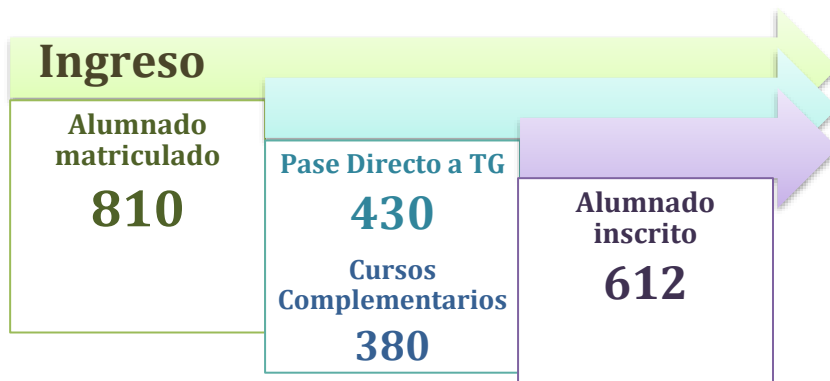 Ingreso
Alumnado
matriculado
810
Pase Directo a TG
430
Cursos
Complementarios
380
Alumnado
inscrito
612